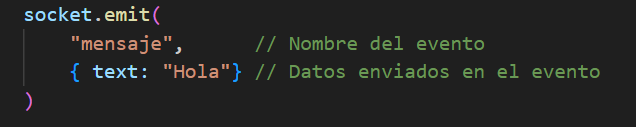 socket.emit(
"mensaje", // Nombre del evento
{ text: "Hola"} // Datos enviados en el evento
)